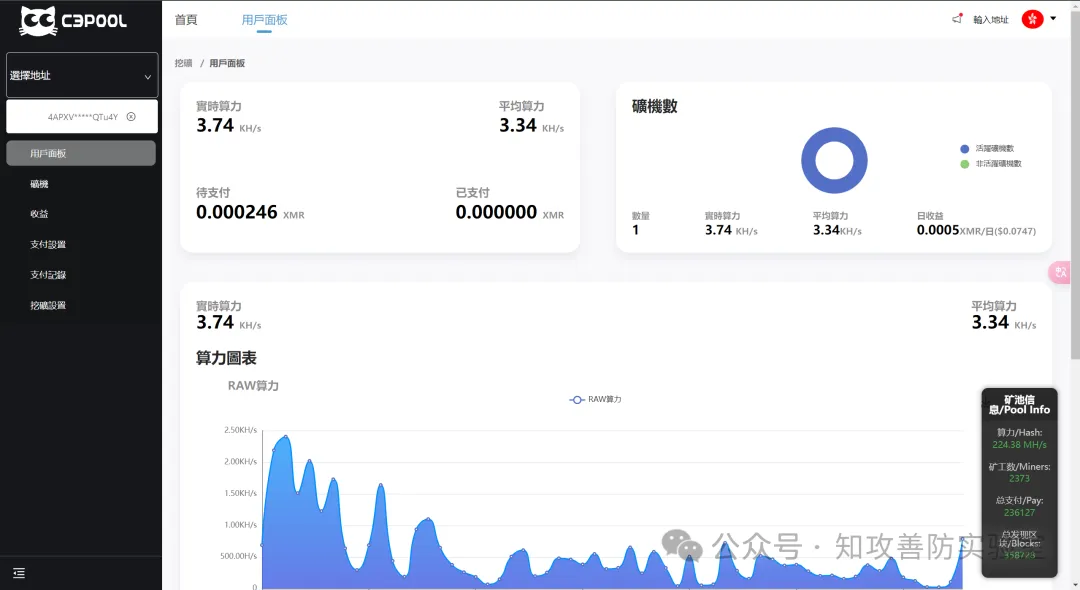 C3POOL
首頁
用戶面板
輸入地址
選擇地址
4APXV*****QTu4Y
用戶面板
礦機
收益
支付設置
支付記錄
挖礦設置
挖礦 / 用戶面板
實時算力
3.74 KH/s
平均算力
3.34 KH/s
待支付
0.000246 XMR
已支付
0.000000 XMR
礦機數
活躍礦機數
非活躍礦機數
數量
1
實時算力
3.74 KH/s
平均算力
3.34KH/s
日收益
0.0005XMR/日($0.0747)
實時算力
3.74 KH/s
平均算力
3.34 KH/s
算力圖表
RAW算力
RAW算力
2.50KH/s
2.00KH/s
1.50KH/s
1.00KH/s
500.00H/s
0
矿池信
息/Pool Info
算力/Hash:
224.38 MH/s
矿工数/Miners:
2373
总支付/Pay:
236127
总发现区
块/Blocks:
公众号 · 知攻善防实验室